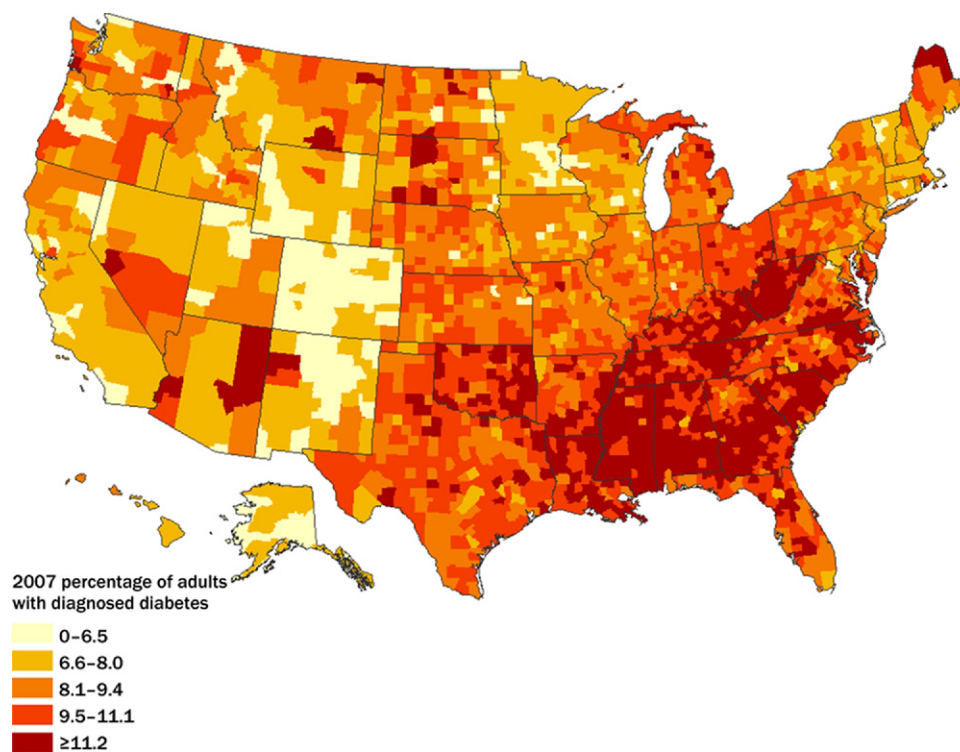 2007 percentage of adults
with diagnosed diabetes
0–6.5
6.6–8.0
8.1–9.4
9.5–11.1
≥11.2